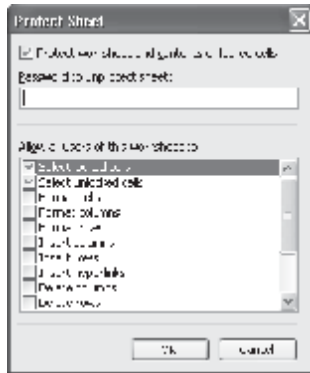 Protect Sheet
Protect worksheet and contents of locked cells
Password to unprotect sheet:
Allow all users of this worksheet to:
Select locked cells
Select unlocked cells
Format cells
Format columns
Format rows
Insert columns
Insert rows
Insert hyperlinks
Delete columns
Delete rows
OK
Cancel